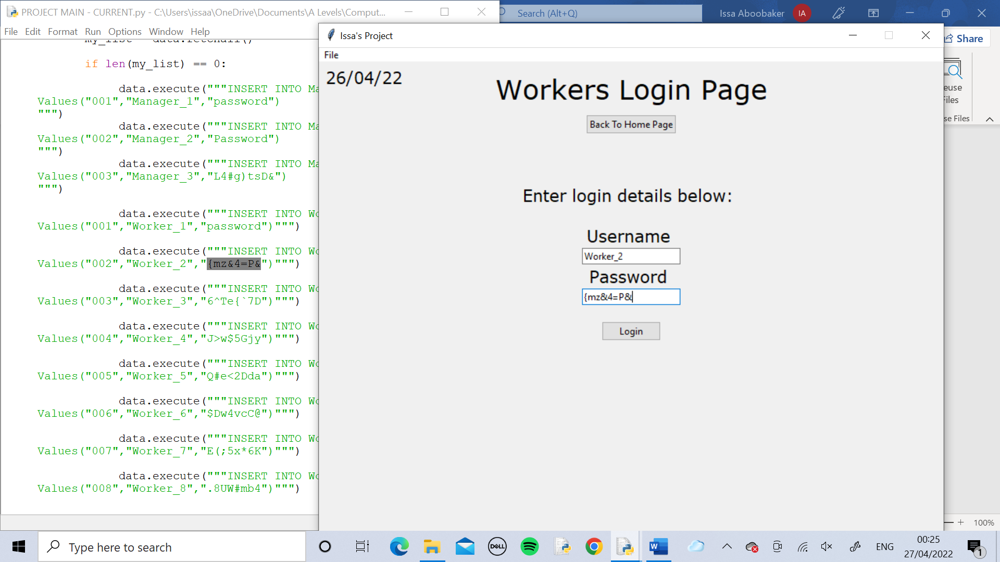 PROJECT MAIN - CURRENT.py - C:\Users\issaa\OneDrive\Documents\A Levels\Comput...
File Edit Format Run Options Window Help
if len(my_list) == 0:
data.execute("""INSERT INTO Ma
Values("001","Manager_1","password")
""")
data.execute("""INSERT INTO Ma
Values("002","Manager_2","Password")
""")
data.execute("""INSERT INTO Ma
Values("003","Manager_3","L4#g)tsD&")
""")
data.execute("""INSERT INTO Wo
Values("001","Worker_1","password")""")
data.execute("""INSERT INTO Wo
Values("002","Worker_2","{mz&4=P&")""")
data.execute("""INSERT INTO Wo
Values("003","Worker_3","6^Te{`7D")""")
data.execute("""INSERT INTO Wo
Values("004","Worker_4","J>w$5Gjy")""")
data.execute("""INSERT INTO Wo
Values("005","Worker_5","Q#e<2Dda")""")
data.execute("""INSERT INTO Wo
Values("006","Worker_6","$Dw4vcC@")""")
data.execute("""INSERT INTO Wo
Values("007","Worker_7","E(;5x*6K")""")
data.execute("""INSERT INTO Wo
Values("008","Worker_8",".8UW#mb4")""")
Search (Alt+Q)
Issa Aboobaker
IA
Share
euse
Files
se Files
Issa's Project
File
26/04/22
Workers Login Page
Back To Home Page
Enter login details below:
Username
Worker_2
Password
{mz&4=P&
Login
100%
Type here to search
DELL
W
ENG
00:25
27/04/2022
1